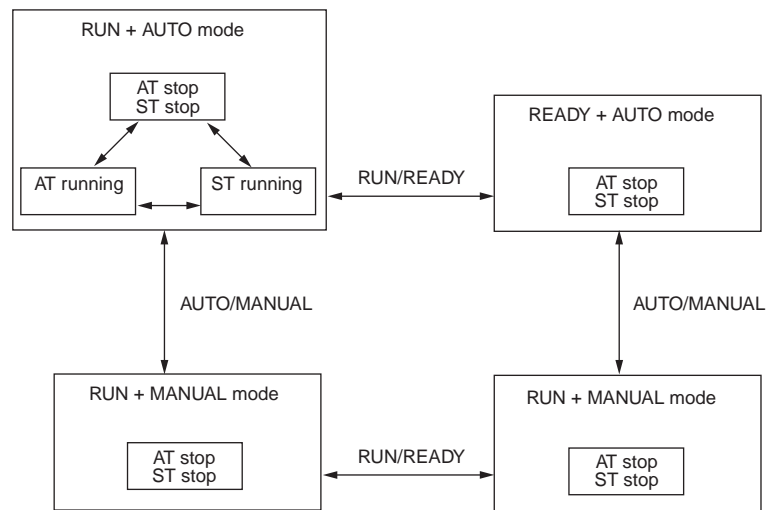 RUN + AUTO mode
AT stop
ST stop
AT running
ST running
RUN/READY
READY + AUTO mode
AT stop
ST stop
AUTO/MANUAL
AUTO/MANUAL
RUN + MANUAL mode
AT stop
ST stop
RUN/READY
RUN + MANUAL mode
AT stop
ST stop